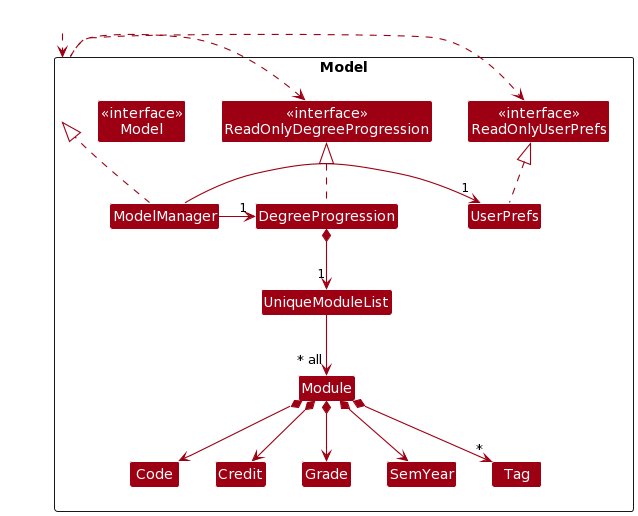 Model
«interface»
Model
«interface»
ReadOnlyDegreeProgression
«interface»
ReadOnlyUserPrefs
ModelManager
1
DegreeProgression
1
UserPrefs
1
UniqueModuleList
* all
Module
*
Code
Credit
Grade
SemYear
Tag